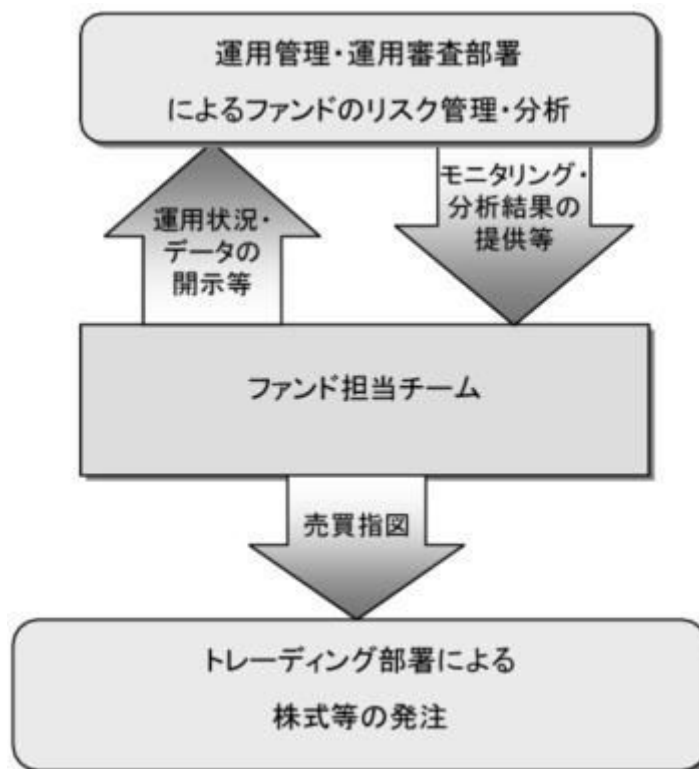 運用管理・運用審査部署
によるファンドのリスク管理・分析
運用状況・
データの
開示等
モニタリング・
分析結果の
提供等
ファンド担当チーム
売買指図
トレーディング部署による
株式等の発注